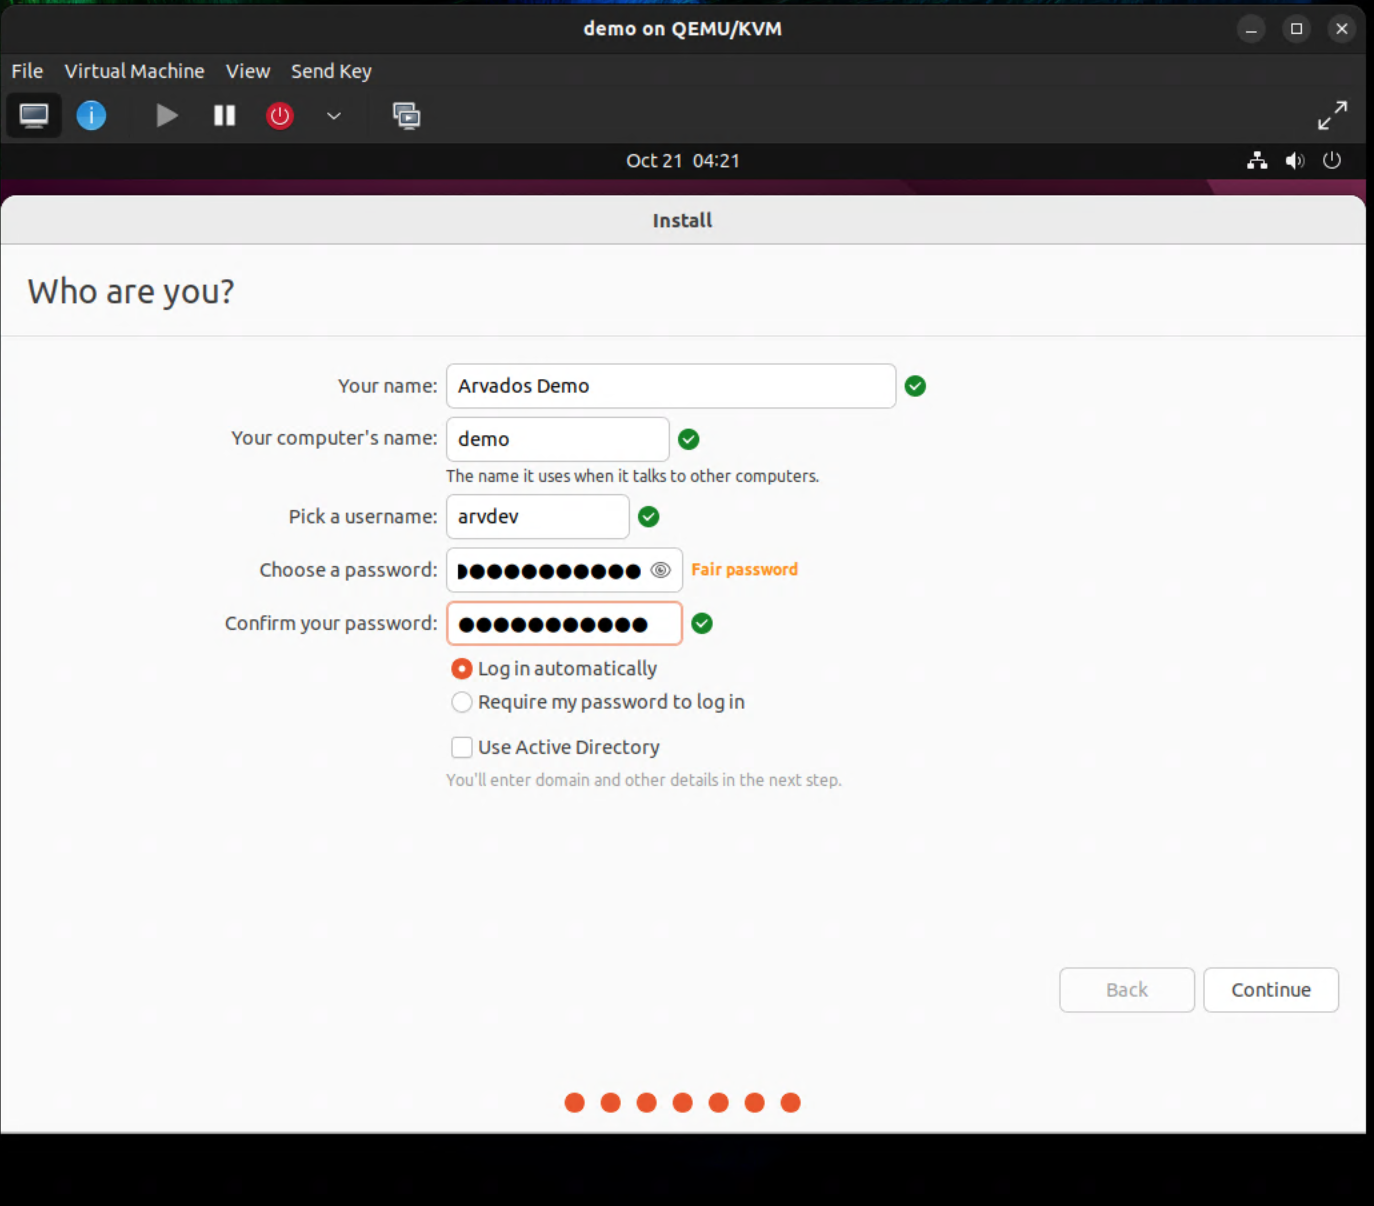 demo on QEMU/KVM
File Virtual Machine View Send Key
Oct 21 04:21
Install
Who are you?
Your name: Arvados Demo
Your computer's name: demo
The name it uses when it talks to other computers.
Pick a username: arvdev
Choose a password: ●●●●●●●●●●● Fair password
Confirm your password: ●●●●●●●●●●●
Log in automatically
Require my password to log in
Use Active Directory
You'll enter domain and other details in the next step.
Back Continue